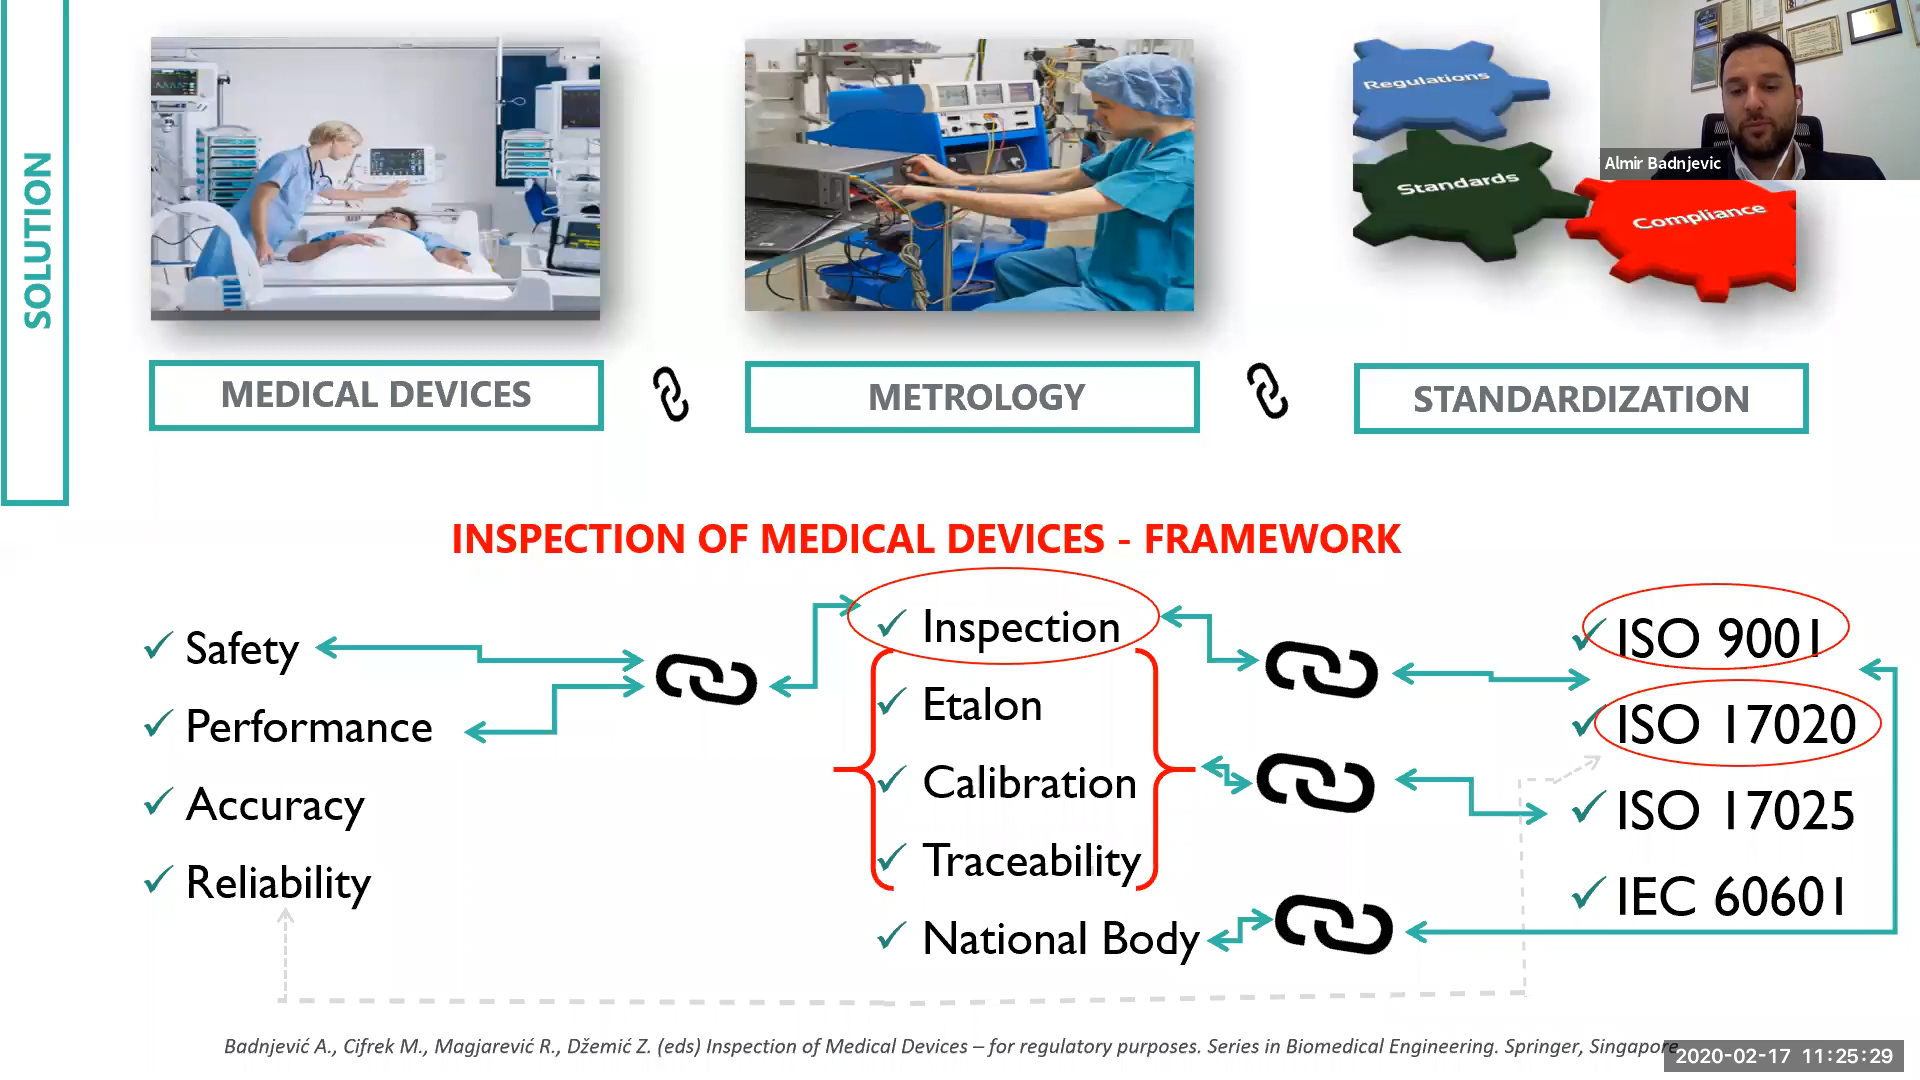 SOLUTION
Regulations
Standards
Compliance
Almir Badnjevic
MEDICAL DEVICES
METROLOGY
STANDARDIZATION
INSPECTION OF MEDICAL DEVICES - FRAMEWORK
✓ Safety
✓ Performance
✓ Accuracy
✓ Reliability
✓ Inspection
✓ Etalon
✓ Calibration
✓ Traceability
✓ National Body
✓ ISO 9001
✓ ISO 17020
✓ ISO 17025
✓ IEC 60601
Badnjević A., Cifrek M., Magjarević R., Džemić Z. (eds) Inspection of Medical Devices – for regulatory purposes. Series in Biomedical Engineering. Springer, Singapore
2020-02-17 11:25:29